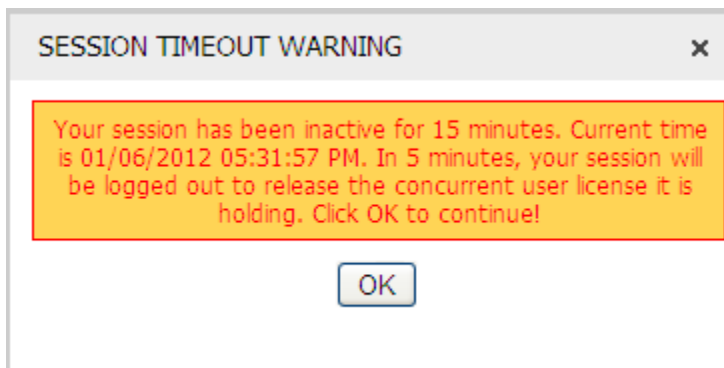 SESSION TIMEOUT WARNING
Your session has been inactive for 15 minutes. Current time
is 01/06/2012 05:31:57 PM. In 5 minutes, your session will
be logged out to release the concurrent user license it is
holding. Click OK to continue!
OK